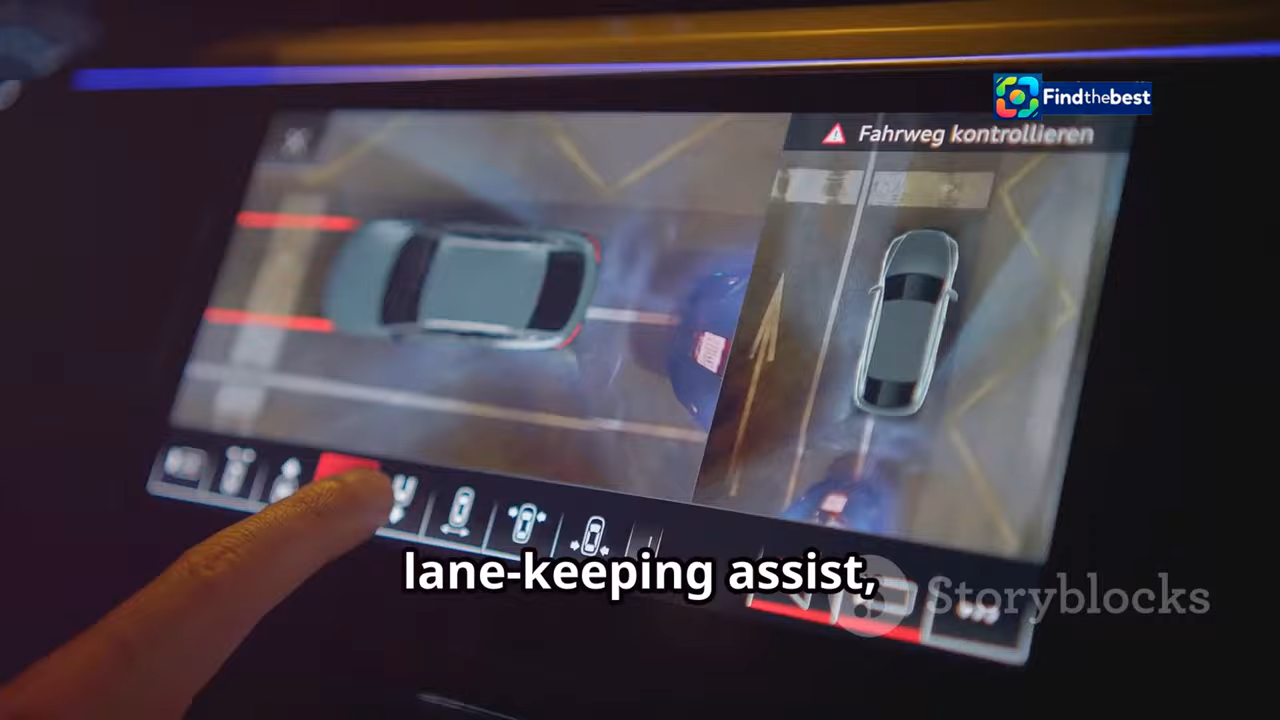 Findthebest
Fahrweg kontrollieren
lane-keeping assist,
Storyblocks